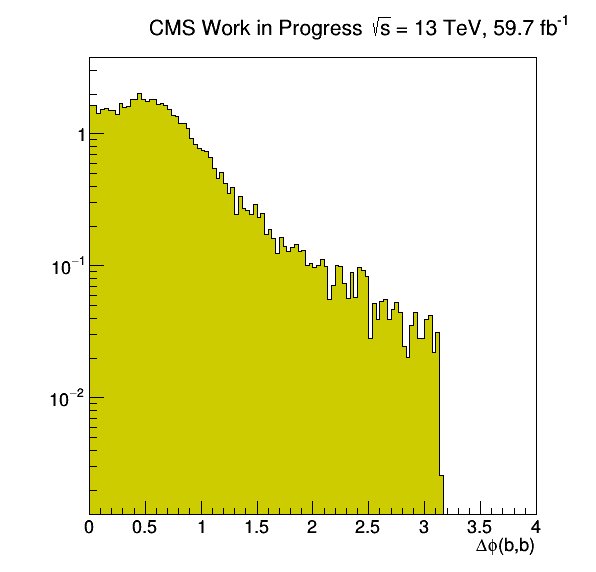 CMS Work in Progress √s = 13 TeV, 59.7 fb⁻¹
1
10⁻¹
10⁻²
0 0.5 1 1.5 2 2.5 3 3.5 4
Δϕ(b,b)